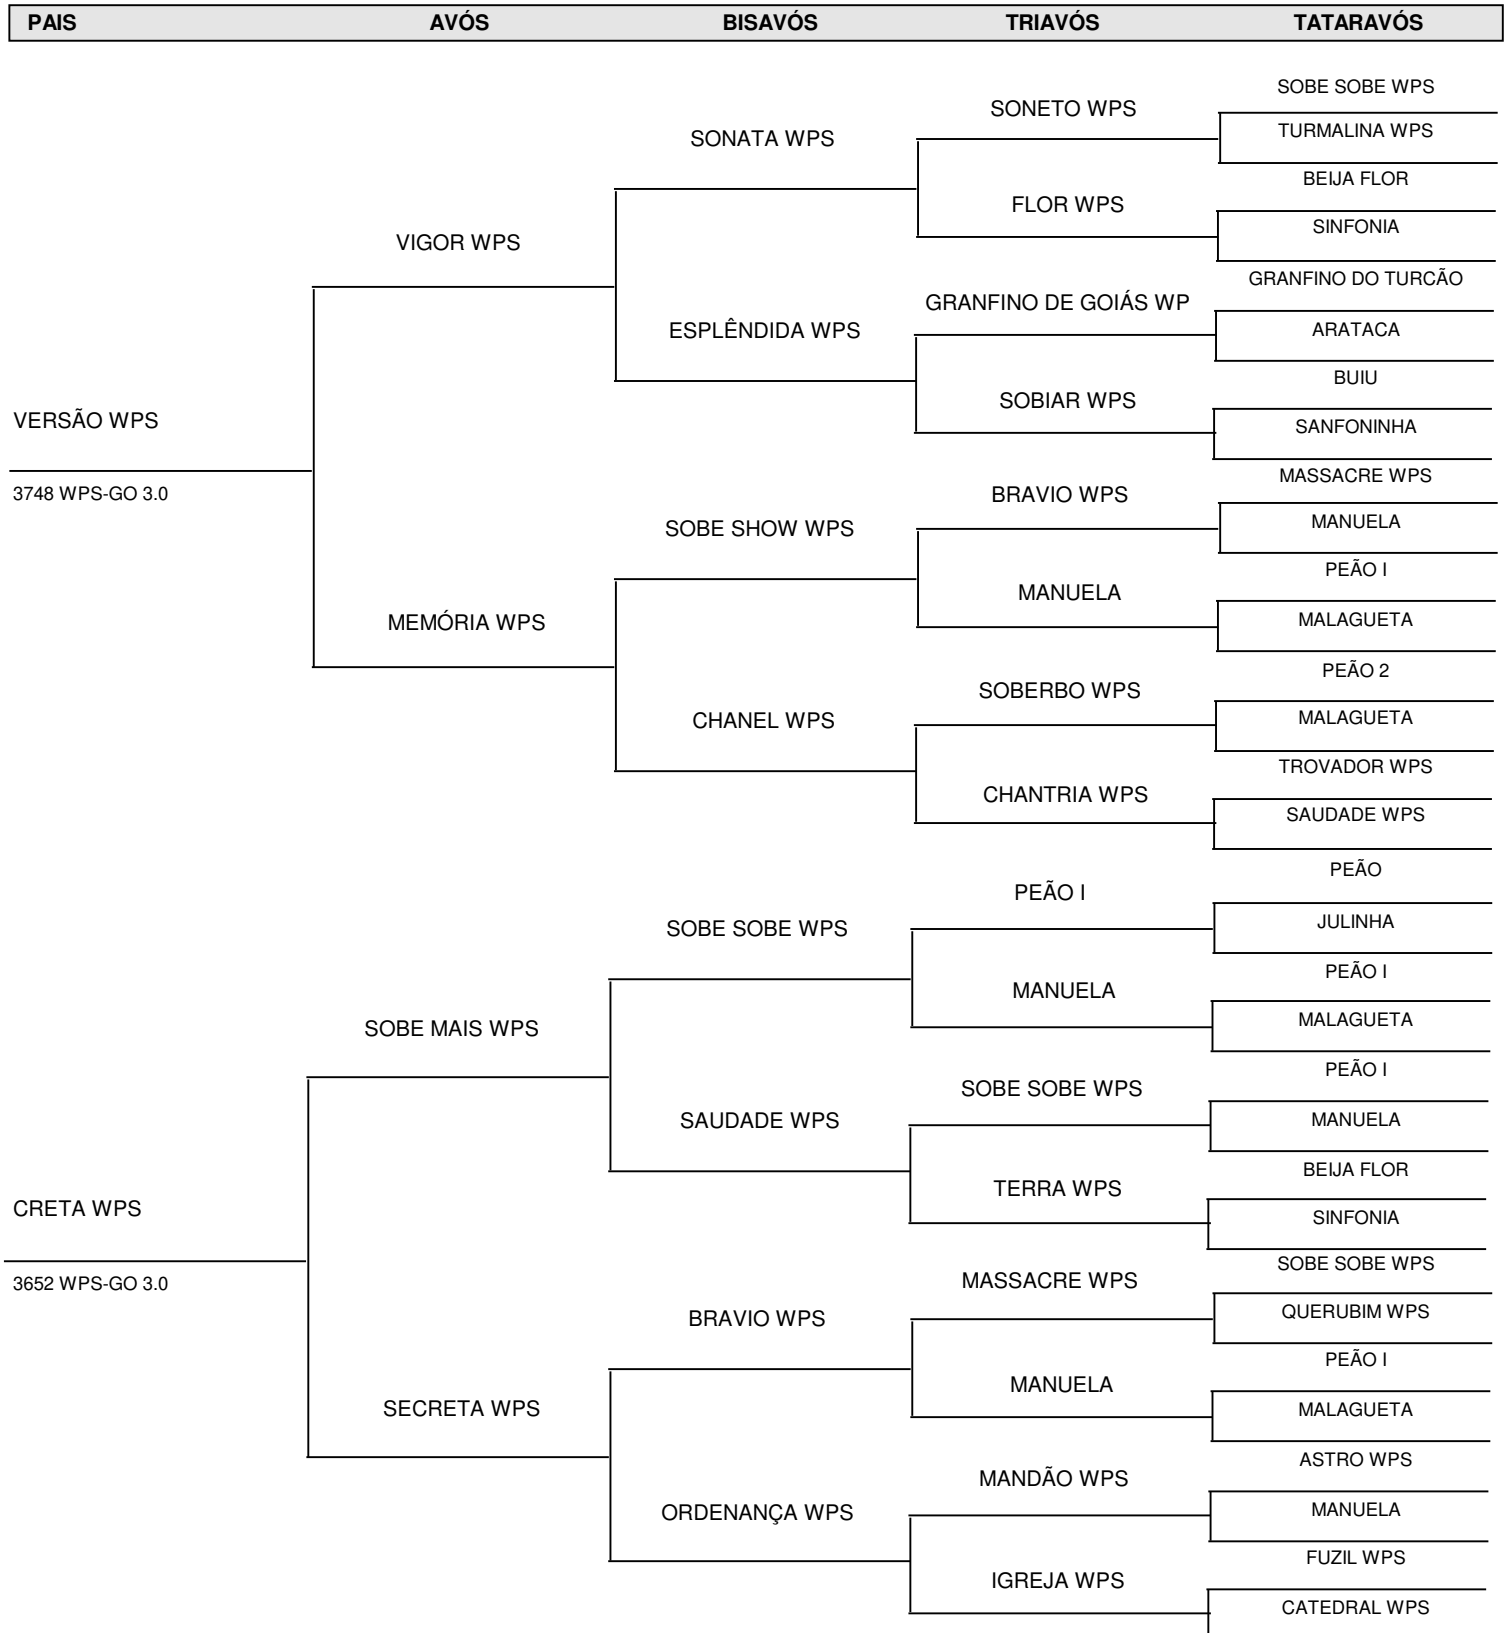 PAIS AVÓS BISAVÓS TRIAVÓS TATARAVÓS
SOBE SOBE WPS
SONETO WPS
TURMALINA WPS
SONATA WPS
BEIJA FLOR
FLOR WPS
SINFONIA
VIGOR WPS
GRANFINO DO TURCÃO
GRANFINO DE GOIÁS WP
ARATACA
ESPLÊNDIDA WPS
BUIU
SOBIAR WPS
SANFONINHA
VERSÃO WPS
3748 WPS-GO 3.0
MASSACRE WPS
BRAVIO WPS
MANUELA
SOBE SHOW WPS
PEÃO I
MANUELA
MALAGUETA
MEMÓRIA WPS
PEÃO 2
SOBERBO WPS
MALAGUETA
CHANEL WPS
TROVADOR WPS
CHANTRIA WPS
SAUDADE WPS
PEÃO
PEÃO I
JULINHA
SOBE SOBE WPS
PEÃO I
MANUELA
MALAGUETA
SOBE MAIS WPS
PEÃO I
SOBE SOBE WPS
MANUELA
SAUDADE WPS
BEIJA FLOR
TERRA WPS
SINFONIA
CRETA WPS
3652 WPS-GO 3.0
SOBE SOBE WPS
MASSACRE WPS
QUERUBIM WPS
BRAVIO WPS
PEÃO I
MANUELA
MALAGUETA
SECRETA WPS
ASTRO WPS
MANDÃO WPS
MANUELA
ORDENANÇA WPS
FUZIL WPS
IGREJA WPS
CATEDRAL WPS